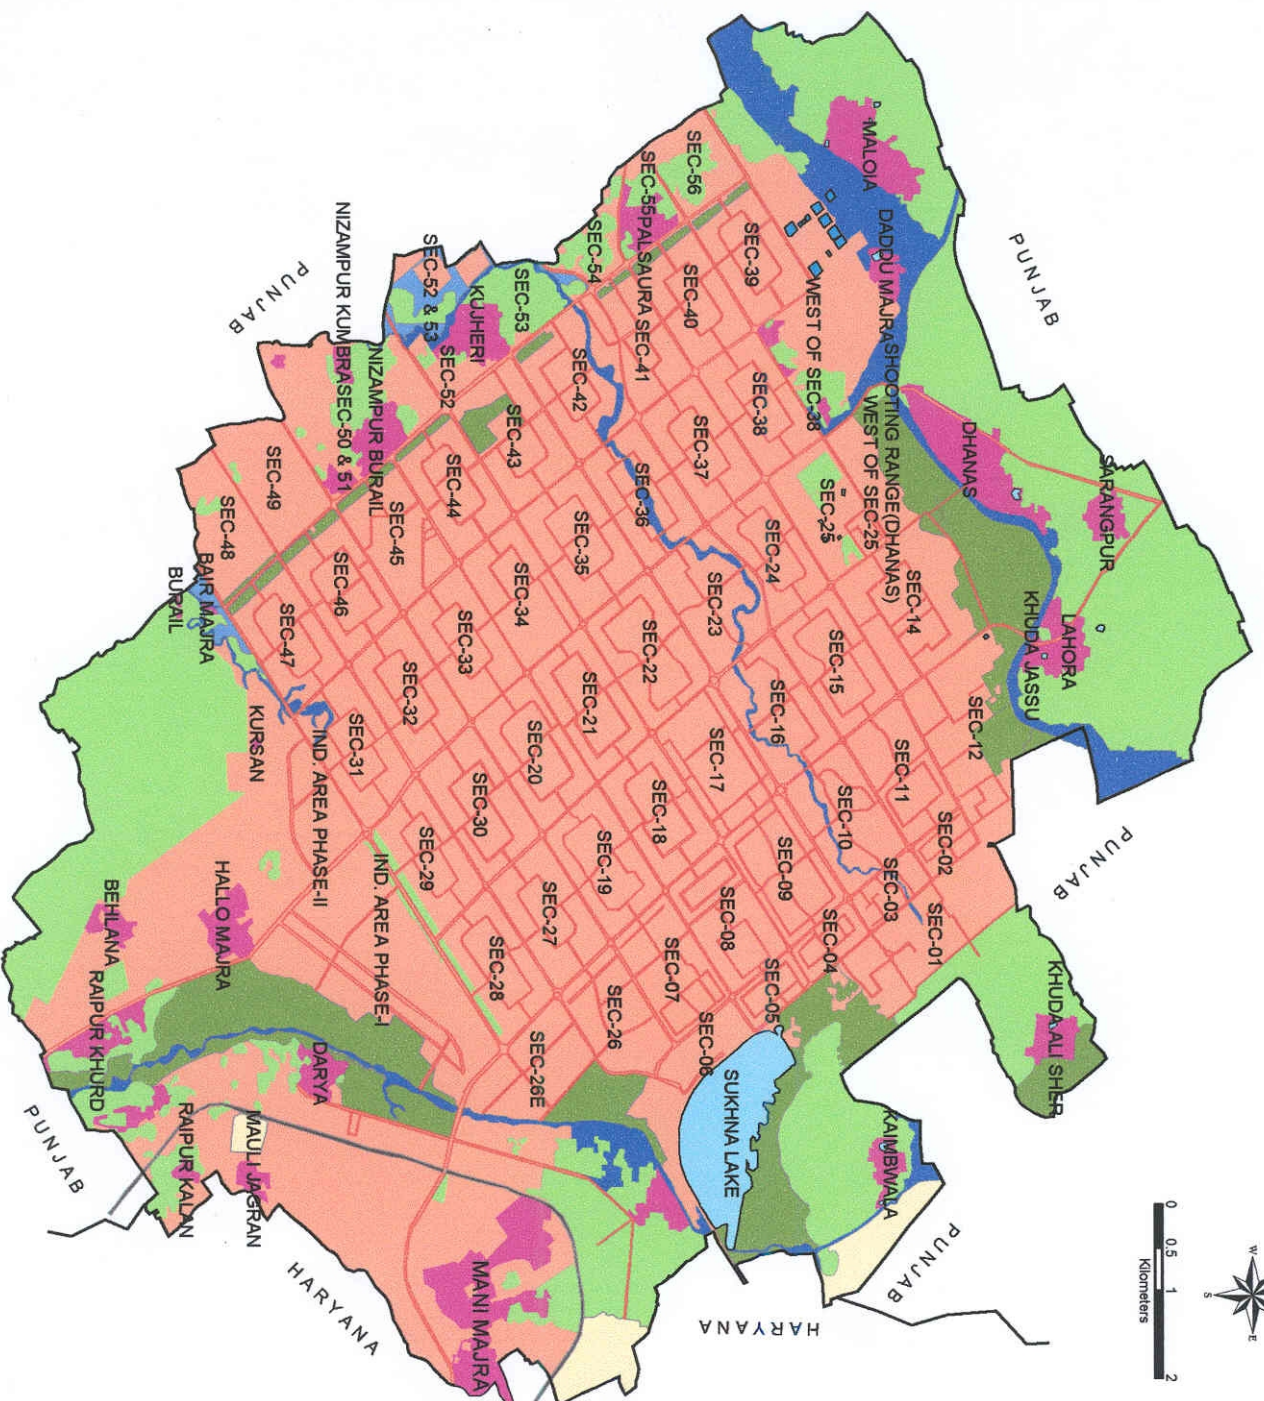 PUNJAB
KHUDA ALI SHER
KAIMBWALA
PUNJAB
HARYANA
SARANGPUR
LAHORA
KHUDA JASSU
PUNJAB
DHANAS
MALOIA
DADDU MAJRA
SHOOTING RANGE(DHANAS)
WEST OF SEC-25
WEST OF SEC-38
SEC-12
SEC-02
SEC-01
SEC-14
SEC-11
SEC-03
SEC-15
SEC-10
SEC-04
SEC-25
SEC-16
SEC-09
SEC-05
SEC-24
SEC-17
SEC-08
SEC-06
SUKHNA LAKE
SEC-39
SEC-38
SEC-23
SEC-18
SEC-07
SEC-40
SEC-37
SEC-22
SEC-19
SEC-26
SEC-56
SEC-55
PALSAURA
SEC-41
SEC-36
SEC-21
SEC-27
SEC-26E
SEC-54
SEC-42
SEC-35
SEC-20
SEC-28
SEC-53
SEC-43
SEC-34
SEC-30
MANI MAJRA
KUJHERI
SEC-44
SEC-33
SEC-29
SEC-52 & 53
SEC-52
SEC-45
SEC-32
IND. AREA PHASE-I
NIZAMPUR BURAIL
SEC-46
SEC-31
IND. AREA PHASE-II
NIZAMPUR KUMBRA
SEC-50 & 51
SEC-47
DARYA
HARYANA
PUNJAB
SEC-49
KURSAN
HALLO MAJRA
MAULI JAGRAN
SEC-48
BAIR MAJRA
BURAIL
RAIPUR KALAN
BEHLANA
RAIPUR KHURD
PUNJAB
W
S
E
0 0.5 1 2
Kilometers